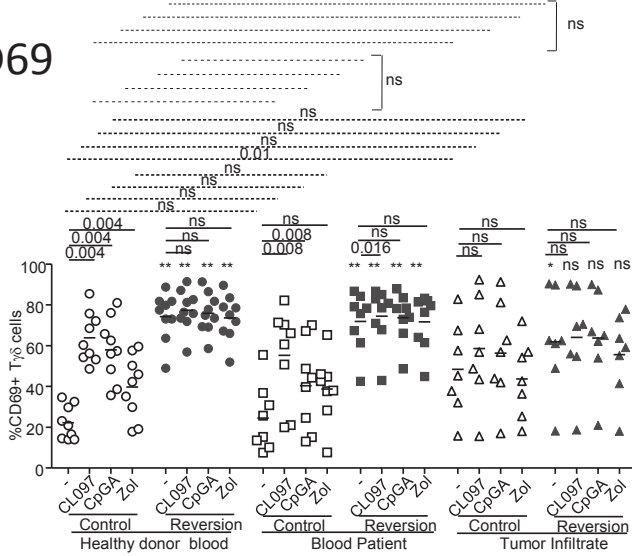 ns
D69
ns
ns
ns
ns
0.01
ns
ns
ns
ns
0.004 ns ns ns ns ns
0.004 ns 0.008 ns ns ns
0.004 ns 0.008 0.016 ns ns
** ** ** ** ** ** ** ** * ns ns ns
100
80
60
40
20
0
%CD69+ Tγδ cells
- CL097 CpGA Zol - CL097 CpGA Zol - CL097 CpGA Zol - CL097 CpGA Zol - CL097 CpGA Zol - CL097 CpGA Zol
Control Reversion Control Reversion Control Reversion
Healthy donor blood Blood Patient Tumor Infiltrate